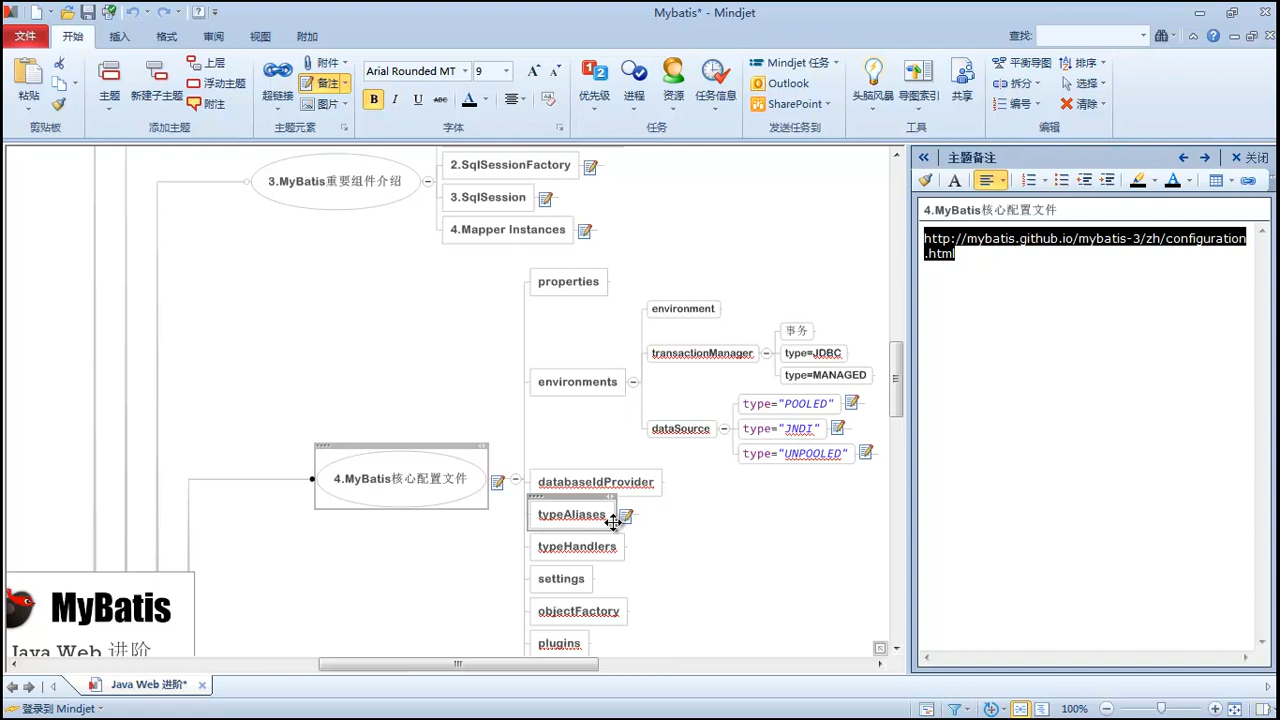 Mybatis* - Mindjet
文件
开始
插入
格式
审阅
视图
附加
查找:
粘贴
剪贴板
主题
新建子主题
上层
浮动主题
附注
添加主题
超链接
附件
备注
图片
主题元素
Arial Rounded MT
9
B I U ABC A
字体
优先级
进程
资源
任务信息
任务
Mindjet 任务
Outlook
SharePoint
发送任务到
头脑风暴
导图索引
共享
工具
平衡导图
拆分
编号
排序
选择
清除
编辑
3.MyBatis重要组件介绍
2.SqlSessionFactory
3.SqlSession
4.Mapper Instances
properties
environment
事务
transactionManager
type=JDBC
type=MANAGED
environments
type="POOLED"
dataSource
type="JNDI"
type="UNPOOLED"
4.MyBatis核心配置文件
databaseIdProvider
typeAliases
typeHandlers
settings
objectFactory
plugins
MyBatis
Java Web 进阶
主题备注
关闭
4.MyBatis核心配置文件
http://mybatis.github.io/mybatis-3/zh/configuration
.html
Java Web 进阶*
登录到 Mindjet
100%